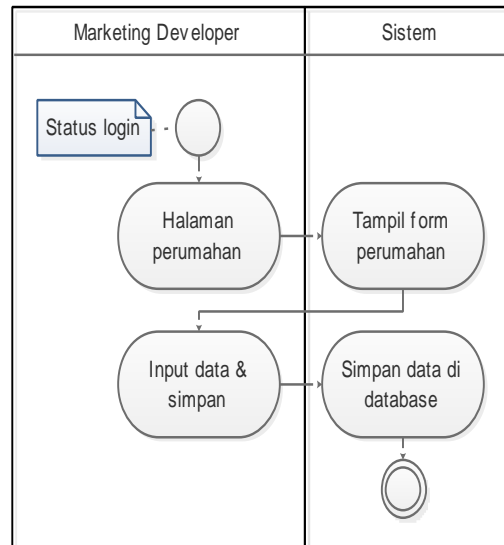 Marketing Developer
Sistem
Status login
Halaman
perumahan
Tampil form
perumahan
Input data &
simpan
Simpan data di
database